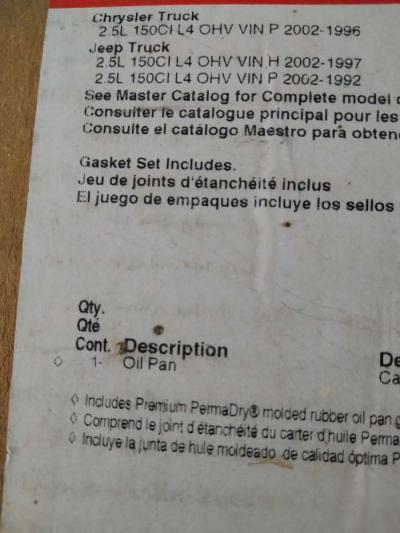 Chrysler Truck
2.5L 150CI L4 OHV VIN P 2002-1996
Jeep Truck
2.5L 150CI L4 OHV VIN H 2002-1997
2.5L 150CI L4 OHV VIN P 2002-1992
See Master Catalog for Complete model
Consulter le catalogue principal pour les
Consulte el catálogo Maestro para obten
Gasket Set Includes.
Jeu de joints d'étanchéité inclus
El juego de empaques incluye los sellos
Qty.
Qté
Cont. Description De
◊ 1- Oil Pan Ca
◊ Includes Premium PermaDry® molded rubber oil pan g
◊ Comprend le joint d'étanchéité du carter d'huile Perma
◊ Incluye la junta de hule moldeado de calidad óptima P